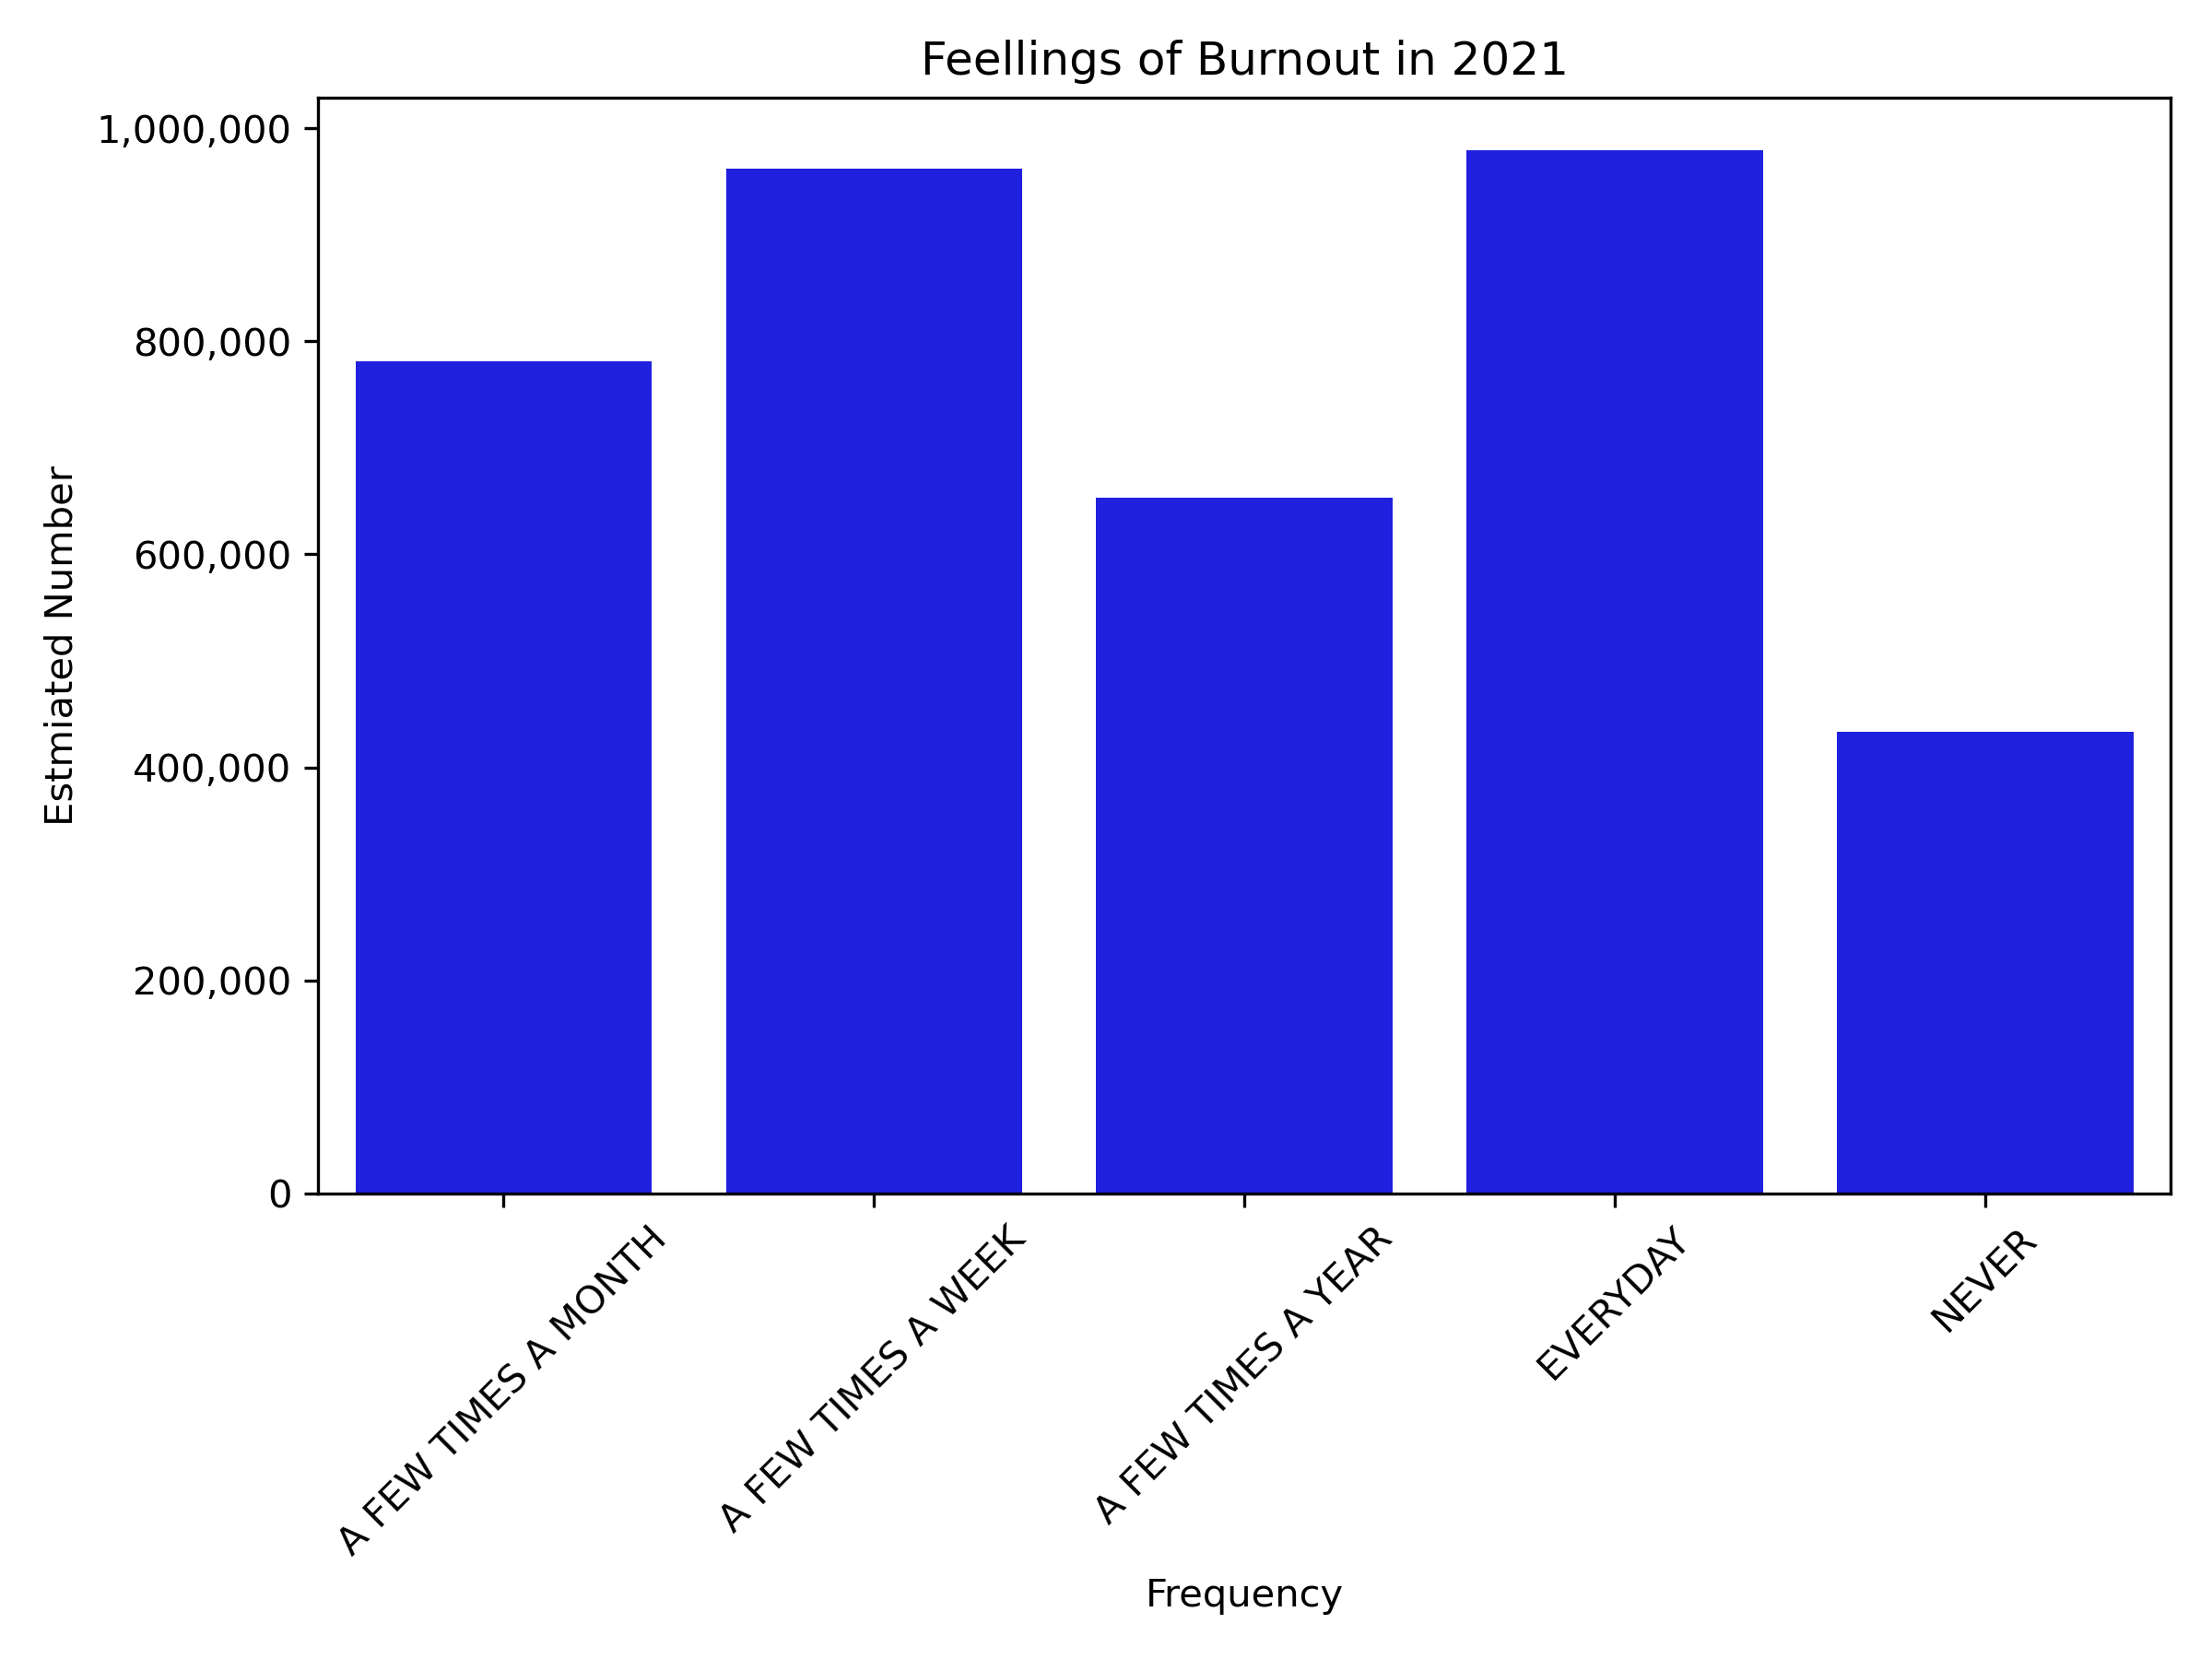 Feellings of Burnout in 2021
1,000,000
800,000
600,000
400,000
200,000
0
Estmiated Number
A FEW TIMES A MONTH
A FEW TIMES A WEEK
A FEW TIMES A YEAR
EVERYDAY
NEVER
Frequency